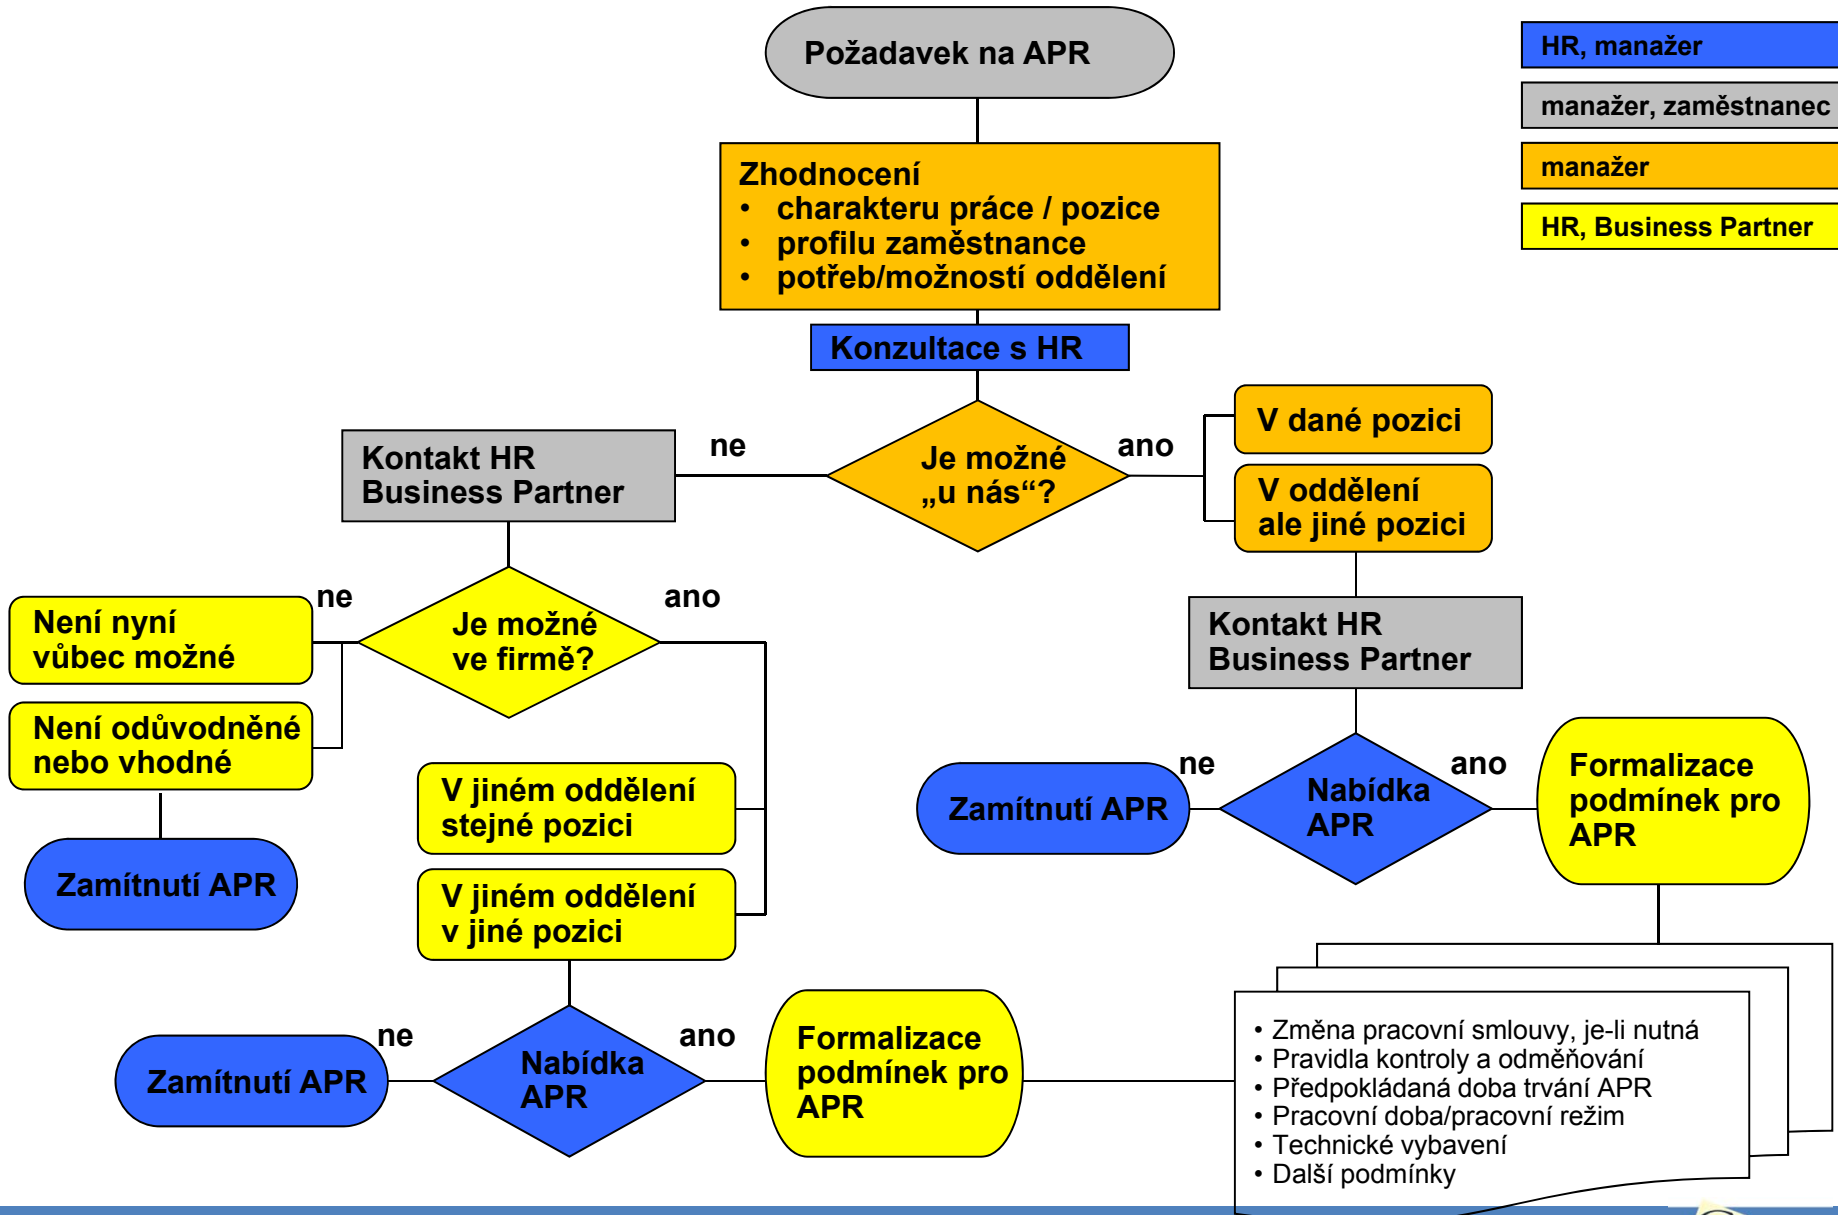 Požadavek na APR
HR, manažer
manažer, zaměstnanec
manažer
HR, Business Partner
Zhodnocení
• charakteru práce / pozice
• profilu zaměstnance
• potřeb/možností oddělení
Konzultace s HR
Je možné
„u nás“?
ne
ano
V dané pozici
V oddělení
ale jiné pozici
Kontakt HR
Business Partner
Je možné
ve firmě?
ne
ano
Není nyní
vůbec možné
Není odůvodněné
nebo vhodné
Zamítnutí APR
V jiném oddělení
stejné pozici
V jiném oddělení
v jiné pozici
Kontakt HR
Business Partner
Nabídka
APR
ne
ano
Zamítnutí APR
Formalizace
podmínek pro
APR
Nabídka
APR
ne
ano
Zamítnutí APR
Formalizace
podmínek pro
APR
• Změna pracovní smlouvy, je-li nutná
• Pravidla kontroly a odměňování
• Předpokládaná doba trvání APR
• Pracovní doba/pracovní režim
• Technické vybavení
• Další podmínky